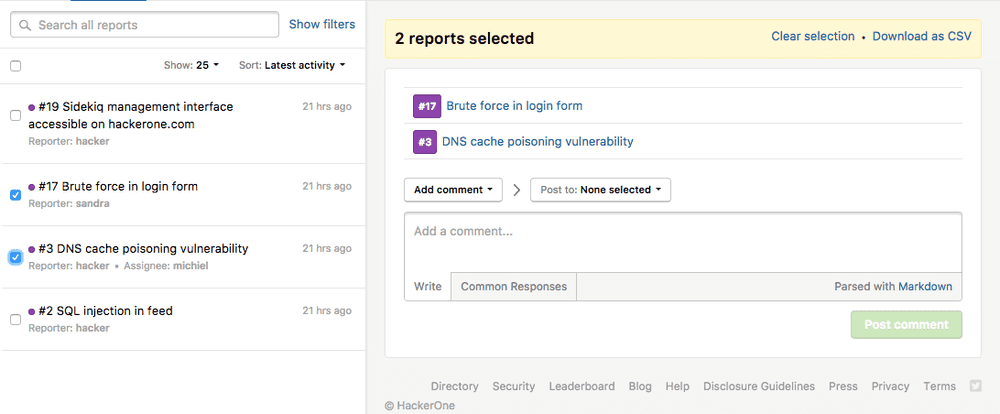 Search all reports
Show filters
Show: 25
Sort: Latest activity
#19 Sidekiq management interface
accessible on hackerone.com
21 hrs ago
Reporter: hacker
#17 Brute force in login form
21 hrs ago
Reporter: sandra
#3 DNS cache poisoning vulnerability
21 hrs ago
Reporter: hacker • Assignee: michiel
#2 SQL injection in feed
21 hrs ago
Reporter: hacker
2 reports selected
Clear selection • Download as CSV
#17 Brute force in login form
#3 DNS cache poisoning vulnerability
Add comment
Post to: None selected
Add a comment...
Write
Common Responses
Parsed with Markdown
Post comment
Directory Security Leaderboard Blog Help Disclosure Guidelines Press Privacy Terms
© HackerOne